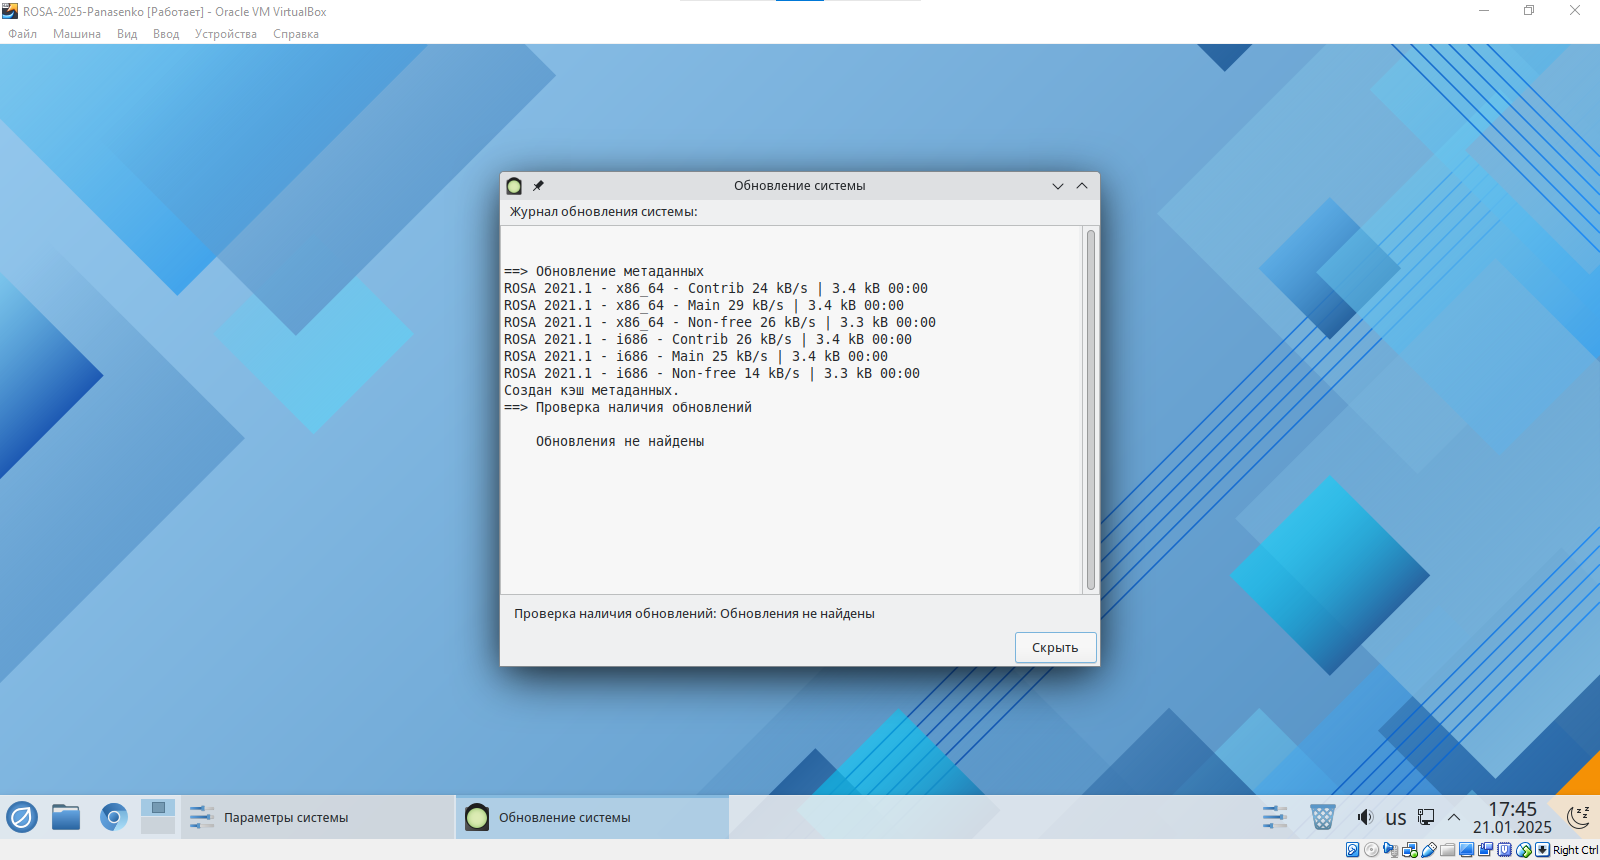 ROSA-2025-Panasenko [Работает] - Oracle VM VirtualBox
Файл Машина Вид Ввод Устройства Справка
Обновление системы
Журнал обновления системы:
==> Обновление метаданных
ROSA 2021.1 - x86_64 - Contrib 24 kB/s | 3.4 kB 00:00
ROSA 2021.1 - x86_64 - Main 29 kB/s | 3.4 kB 00:00
ROSA 2021.1 - x86_64 - Non-free 26 kB/s | 3.3 kB 00:00
ROSA 2021.1 - i686 - Contrib 26 kB/s | 3.4 kB 00:00
ROSA 2021.1 - i686 - Main 25 kB/s | 3.4 kB 00:00
ROSA 2021.1 - i686 - Non-free 14 kB/s | 3.3 kB 00:00
Создан кэш метаданных.
==> Проверка наличия обновлений
Обновления не найдены
Проверка наличия обновлений: Обновления не найдены
Скрыть
Параметры системы
Обновление системы
us
17:45
21.01.2025
Right Ctrl